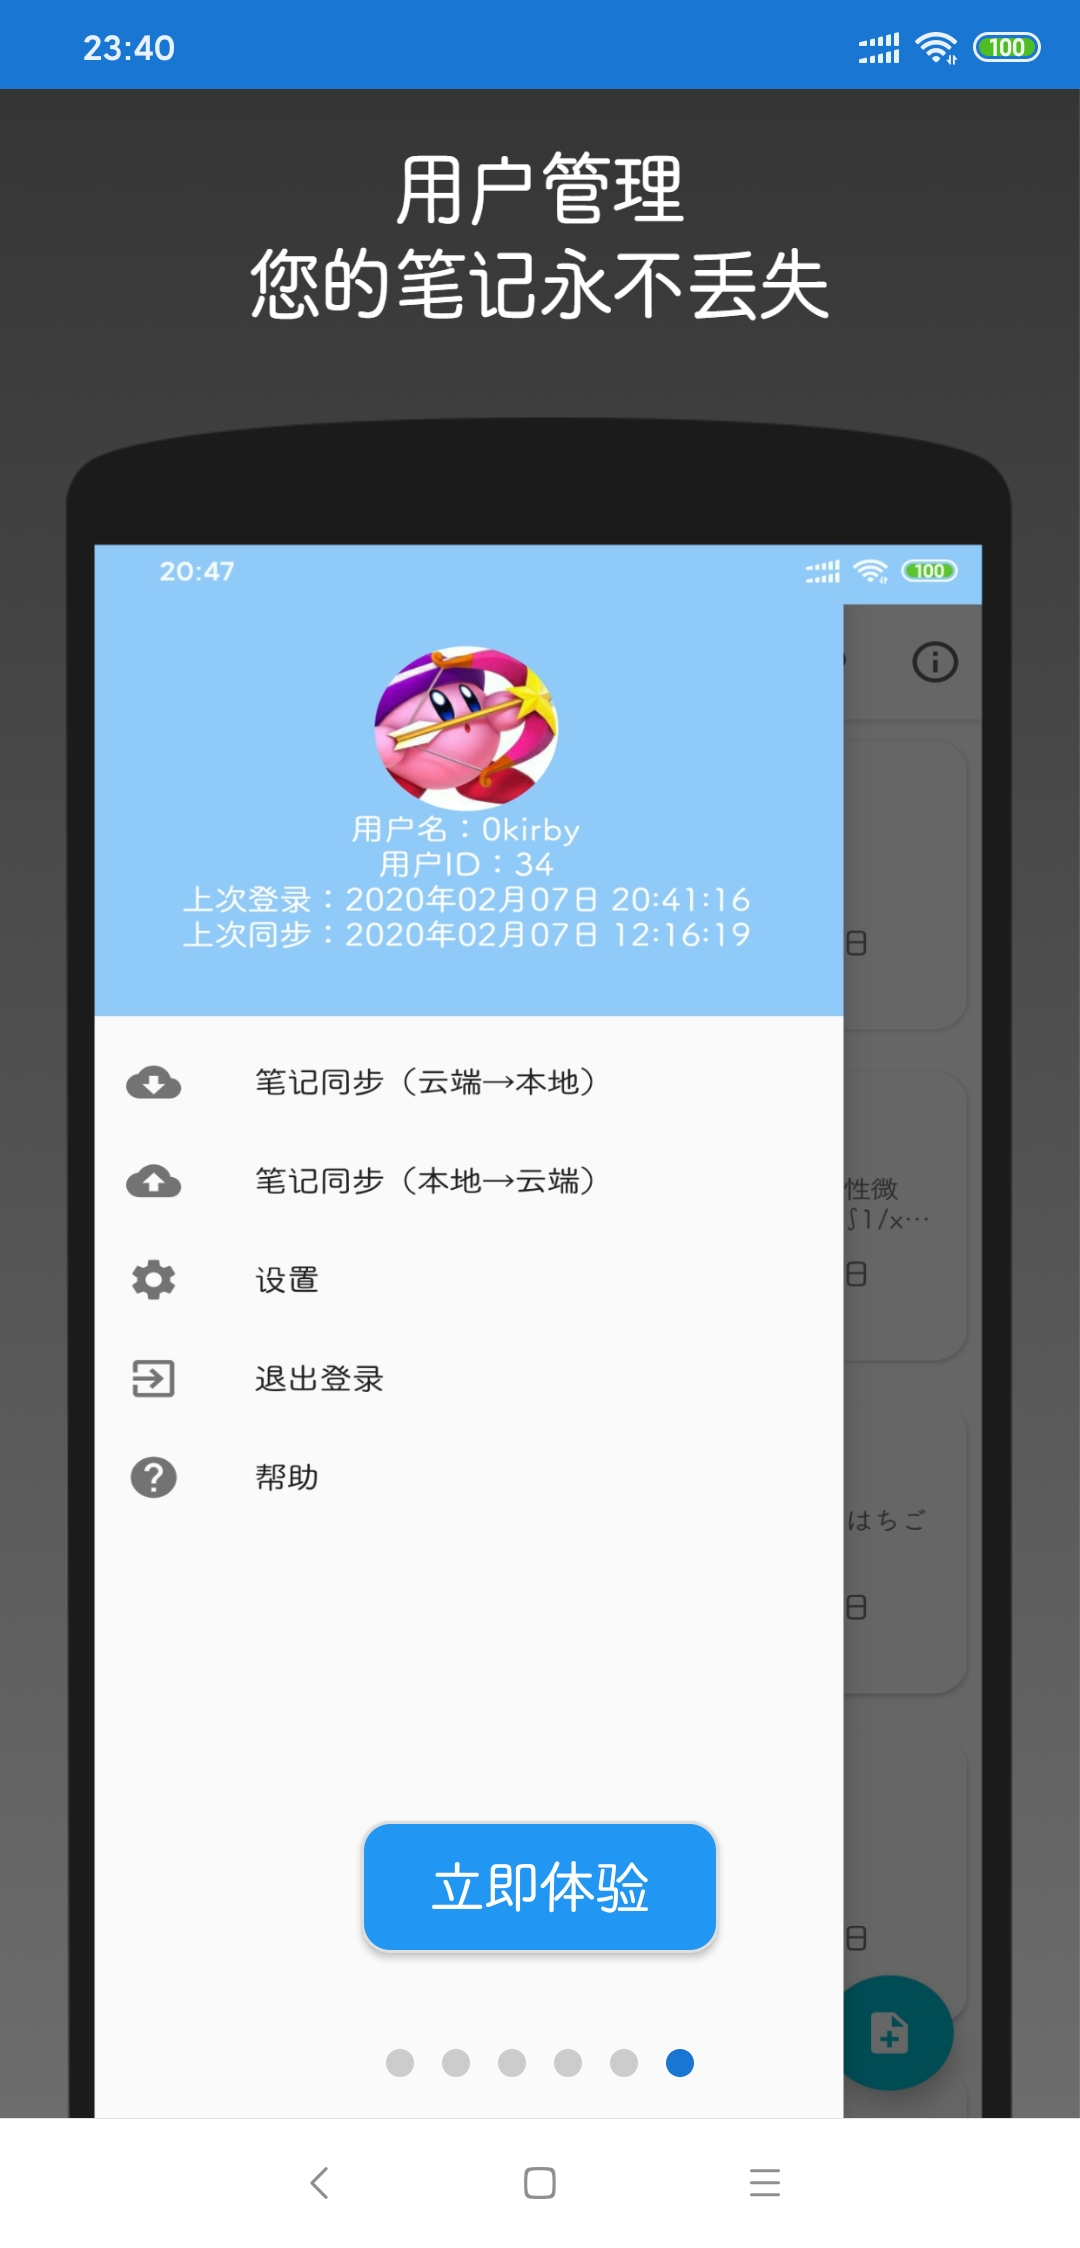 23:40
100
用户管理
您的笔记永不丢失
20:47
100
用户名：0kirby
用户ID：34
上次登录：2020年02月07日 20:41:16
上次同步：2020年02月07日 12:16:19
日
笔记同步（云端→本地）
笔记同步（本地→云端）
性微
∫1/x…
设置
日
退出登录
帮助
はちご
日
立即体验
日